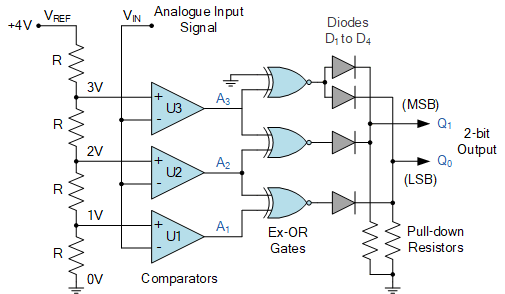 +4V
VREF
VIN
Analogue Input
Signal
Diodes
D1 to D4
R
3V
+
-
U3
A3
R
2V
+
-
U2
A2
R
1V
+
-
U1
A1
R
0V
Comparators
Ex-OR
Gates
(MSB)
Q1
2-bit
Output
Q0
(LSB)
Pull-down
Resistors